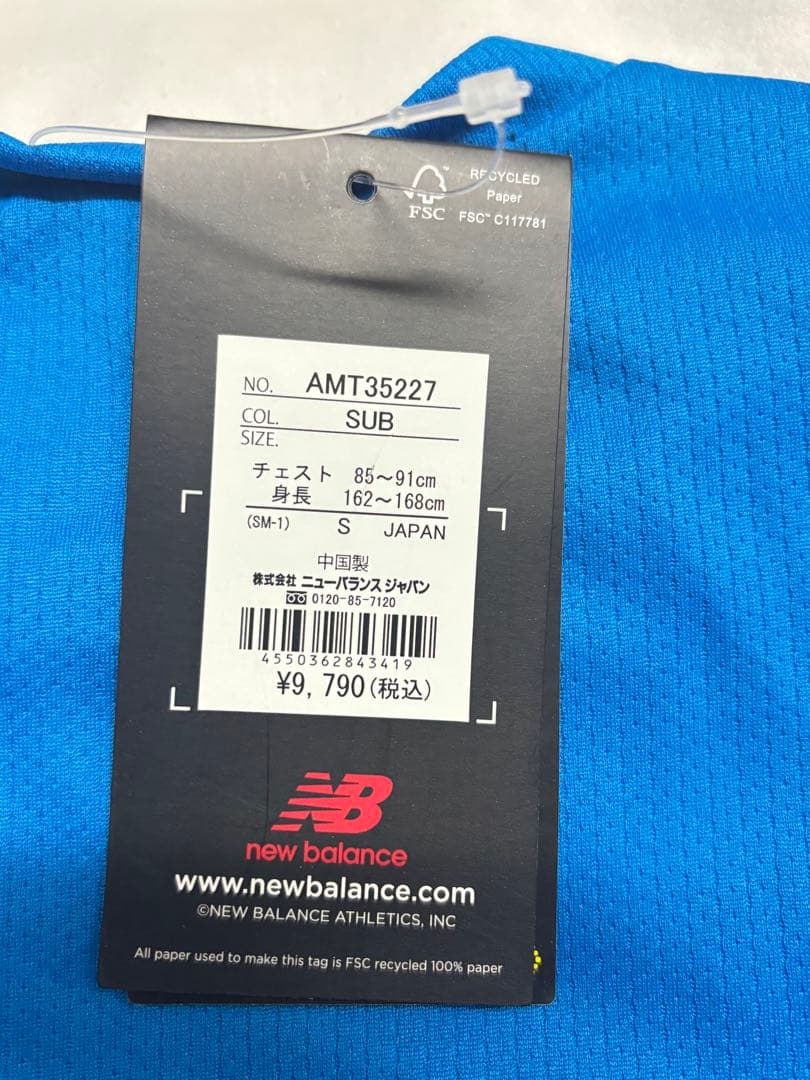 FSC™
RECYCLED
Paper
FSC™ C117781
NO. AMT35227
COL. SUB
SIZE.
チェスト 85～91cm
身長 162～168cm
(SM-1) S JAPAN
中国製
株式会社 ニューバランス ジャパン
0120-85-7120
4550362843419
¥9,790(税込)
NB
new balance
www.newbalance.com
©NEW BALANCE ATHLETICS, INC
All paper used to make this tag is FSC recycled 100% paper